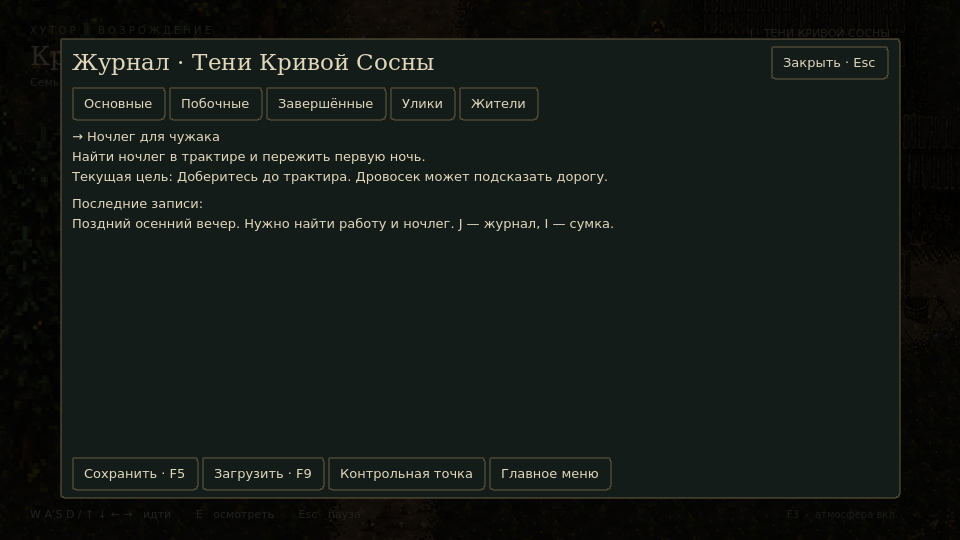 ХУТОР : ВОЗРОЖДЕНИЕ
ТЕНИ КРИВОЙ СОСНЫ
Журнал · Тени Кривой Сосны
Закрыть · Esc
Основные
Побочные
Завершённые
Улики
Жители
→ Ночлег для чужака
Найти ночлег в трактире и пережить первую ночь.
Текущая цель: Доберитесь до трактира. Дровосек может подсказать дорогу.
Последние записи:
Поздний осенний вечер. Нужно найти работу и ночлег. J — журнал, I — сумка.
Сохранить · F5
Загрузить · F9
Контрольная точка
Главное меню
WASD/↑↓←→ идти E осмотреть Esc пауза
F3 · атмосфера вкл.